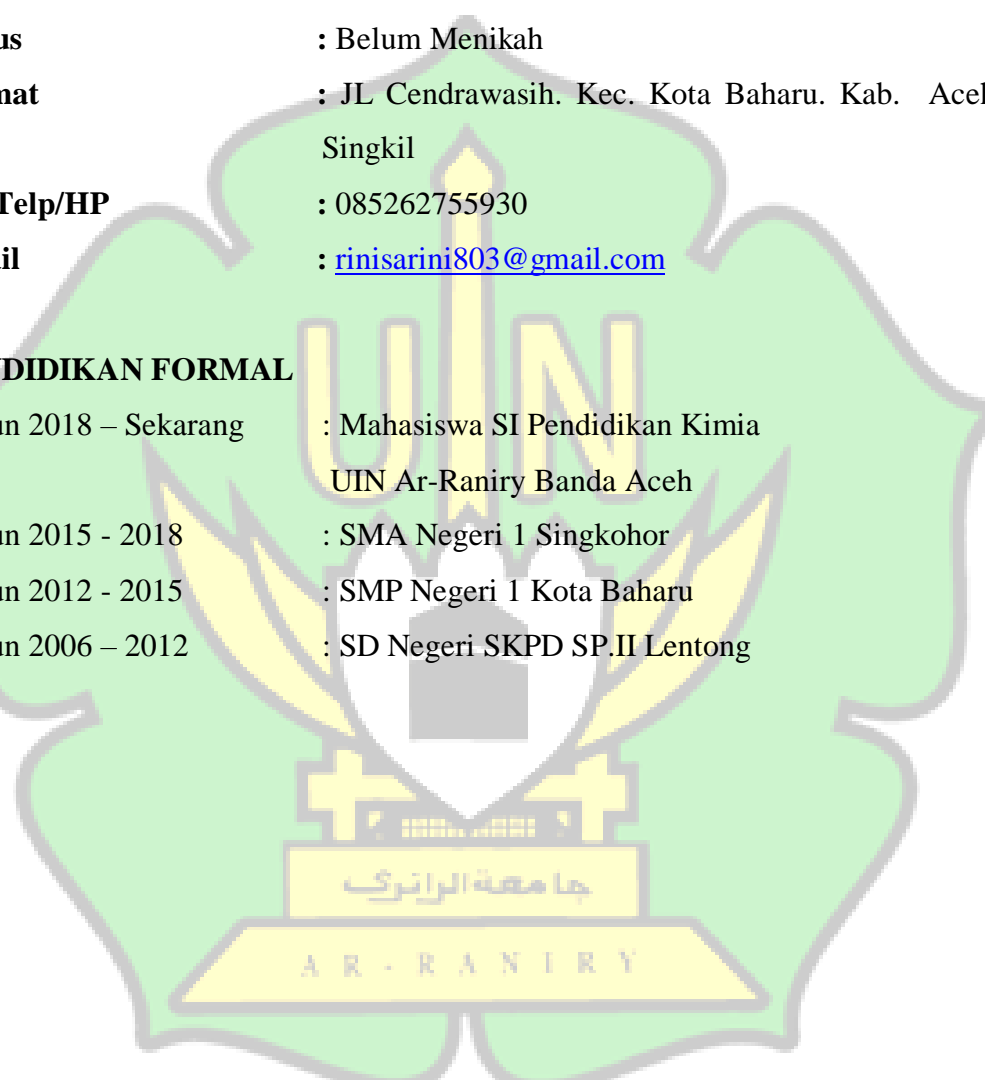 us : Belum Menikah
mat : JL Cendrawasih. Kec. Kota Baharu. Kab. Aceh
Singkil
Telp/HP : 085262755930
il : rinisarini803@gmail.com
NDIDIKAN FORMAL
un 2018 – Sekarang : Mahasiswa SI Pendidikan Kimia
UIN Ar-Raniry Banda Aceh
un 2015 - 2018 : SMA Negeri 1 Singkohor
un 2012 - 2015 : SMP Negeri 1 Kota Baharu
un 2006 – 2012 : SD Negeri SKPD SP.II Lentong
UIN
جامعة الرانري
AR-RANIRY